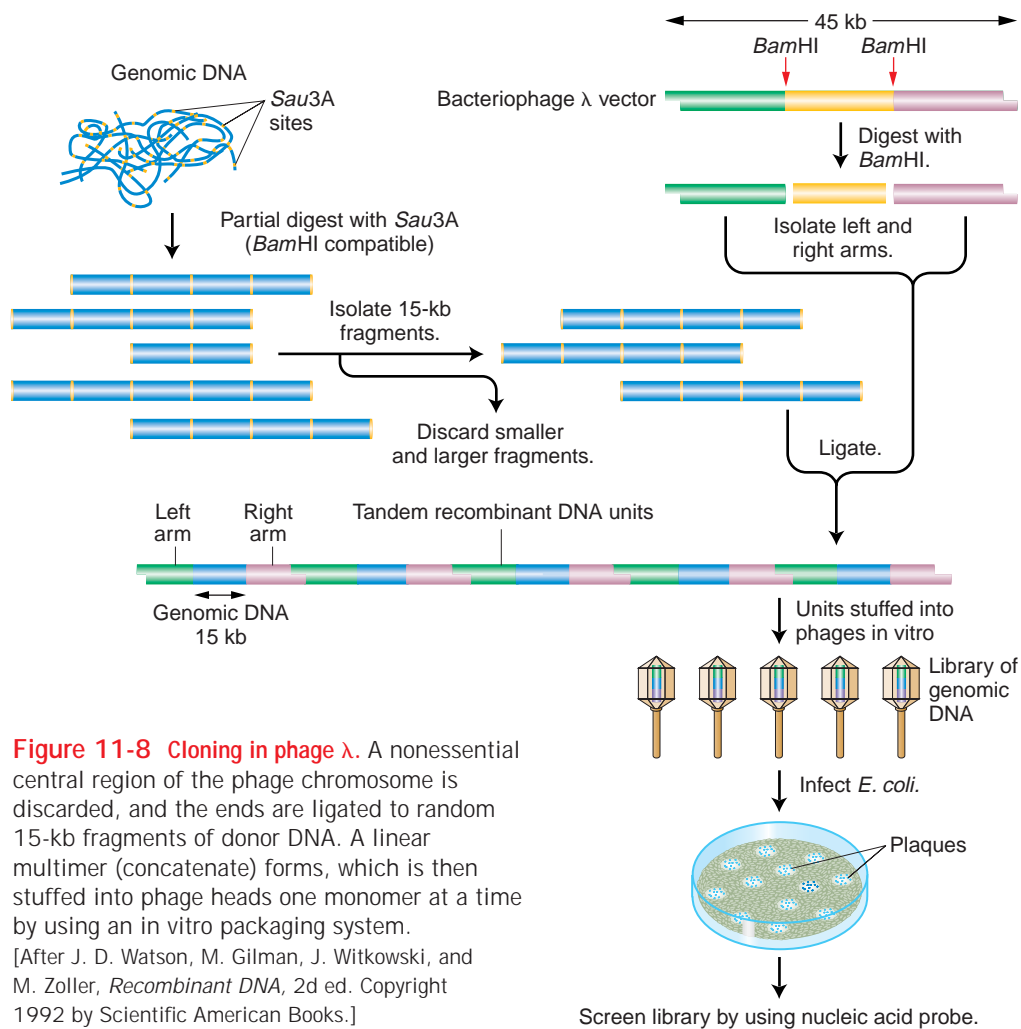 45 kb
BamHI BamHI
Genomic DNA
Sau3A
sites
Bacteriophage λ vector
Digest with
BamHI.
Partial digest with Sau3A
(BamHI compatible)
Isolate left and
right arms.
Isolate 15-kb
fragments.
Discard smaller
and larger fragments.
Ligate.
Left
arm
Right
arm
Tandem recombinant DNA units
Genomic DNA
15 kb
Units stuffed into
phages in vitro
Library of
genomic
DNA
Infect E. coli.
Plaques
Screen library by using nucleic acid probe.
Figure 11-8 Cloning in phage λ. A nonessential
central region of the phage chromosome is
discarded, and the ends are ligated to random
15-kb fragments of donor DNA. A linear
multimer (concatenate) forms, which is then
stuffed into phage heads one monomer at a time
by using an in vitro packaging system.
[After J. D. Watson, M. Gilman, J. Witkowski, and
M. Zoller, Recombinant DNA, 2d ed. Copyright
1992 by Scientific American Books.]